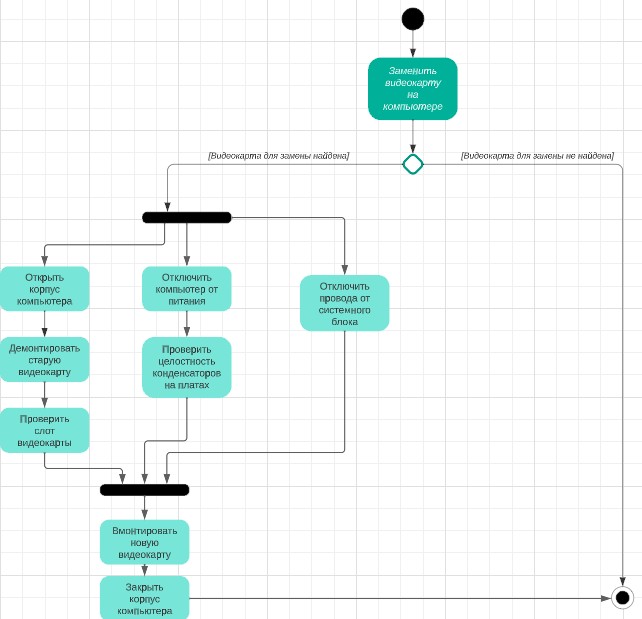 Заменить
видеокарту
на
компьютере
[Видеокарта для замены найдена]
[Видеокарта для замены не найдена]
Открыть
корпус
компьютера
Отключить
компьютер от
питания
Отключить
провода от
системного
блока
Демонтировать
старую
видеокарту
Проверить
целостность
конденсаторов
на платах
Проверить
слот
видеокарты
Вмонтировать
новую
видеокарту
Закрыть
корпус
компьютера